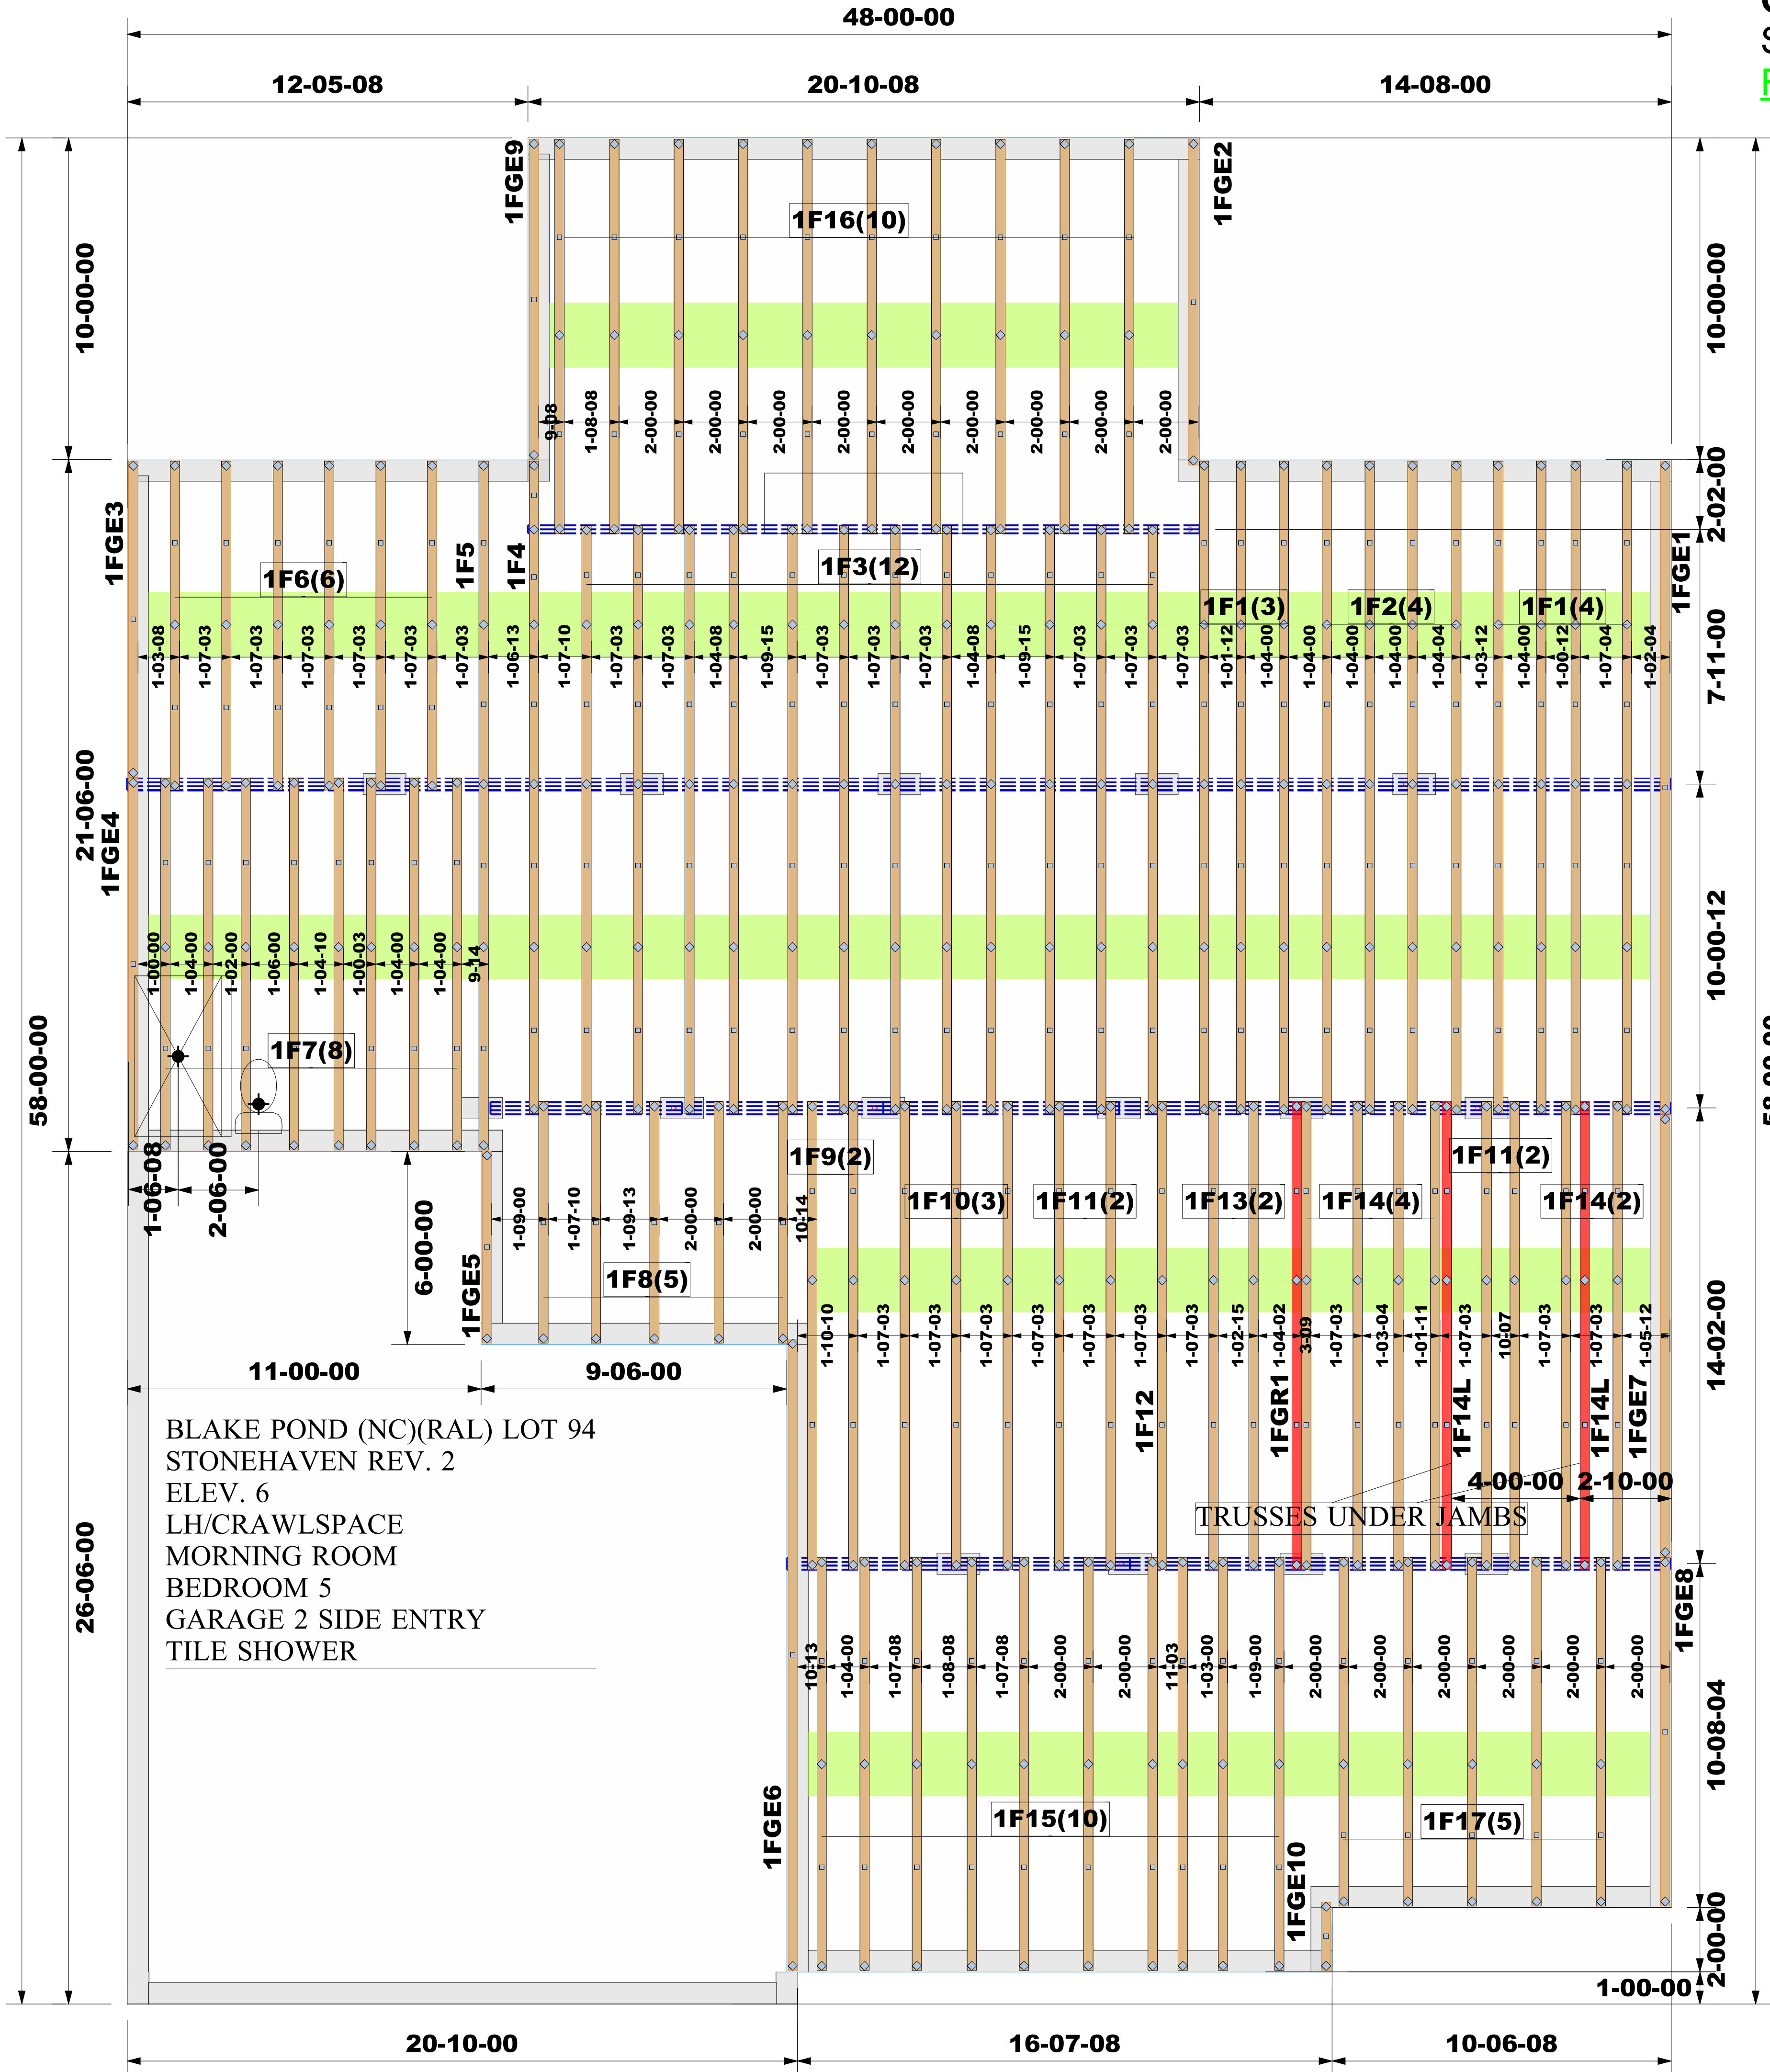 48-00-00
12-05-08
20-10-08
14-08-00
1FGE9
1FGE2
1F16(10)
10-00-00
10-00-00
9-08
1-08-08
2-00-00
2-00-00
2-00-00
2-00-00
2-00-00
2-00-00
2-00-00
2-00-00
2-00-00
2-02-00
1FGE3
1F6(6)
1F5
1F4
1F3(12)
1F1(3)
1F2(4)
1F1(4)
1FGE1
1-03-08
1-07-03
1-07-03
1-07-03
1-07-03
1-07-03
1-07-03
1-06-13
1-07-10
1-07-03
1-07-03
1-04-08
1-09-15
1-07-03
1-07-03
1-07-03
1-04-08
1-09-15
1-07-03
1-07-03
1-07-03
1-01-12
1-04-00
1-04-00
1-04-00
1-04-00
1-04-04
1-03-12
1-04-00
1-00-12
1-07-04
1-02-04
7-11-00
21-06-00
1FGE4
1-00-00
1-04-00
1-02-00
1-06-00
1-04-10
1-00-03
1-04-00
1-04-00
9-14
10-00-12
1F7(8)
58-00-00
1-06-08
2-06-00
6-00-00
1FGE5
1-09-00
1-07-10
1-09-13
2-00-00
2-00-00
10-14
1F8(5)
1F9(2)
1F10(3)
1F11(2)
1F13(2)
1F14(4)
1F11(2)
1F14(2)
1-10-10
1-07-03
1-07-03
1-07-03
1-07-03
1-07-03
1-07-03
1-07-03
1-02-15
1-04-02
3-09
1-07-03
1-03-04
1-01-11
1-07-03
10-07
1-07-03
1-07-03
1-05-12
14-02-00
11-00-00
9-06-00
1F12
1FGR1
1F14L
1F14L
1FGE7
4-00-00
2-10-00
TRUSSES UNDER JAMBS
BLAKE POND (NC)(RAL) LOT 94
STONEHAVEN REV. 2
ELEV. 6
LH/CRAWLSPACE
MORNING ROOM
BEDROOM 5
GARAGE 2 SIDE ENTRY
TILE SHOWER
26-06-00
1FGE8
10-13
1-04-00
1-07-08
1-08-08
1-07-08
2-00-00
2-00-00
11-03
1-03-00
1-09-00
2-00-00
2-00-00
2-00-00
2-00-00
2-00-00
2-00-00
10-08-04
1FGE6
1F15(10)
1F17(5)
1FGE10
2-00-00
1-00-00
20-10-00
16-07-08
10-06-08